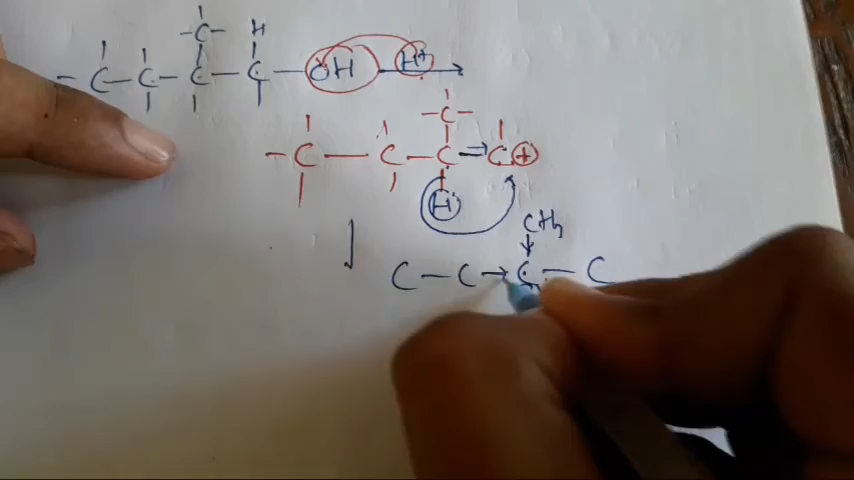 -C- H
-C-C-C-C-OH H+ →
-C-
-C-C-C→C+
H
CH3
C-C→C-C